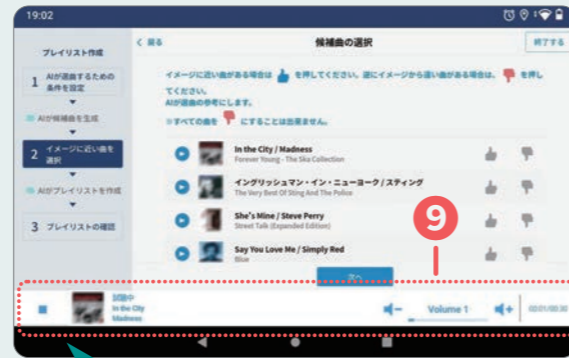 19:02
プレイリスト作成
1 AIが選曲するための
条件を設定
AIが候補曲を生成
2 イメージに近い曲を
選択
AIがプレイリストを作成
3 プレイリストの確認
戻る
候補曲の選択
終了する
イメージに近い曲がある場合は を押してください。逆にイメージから遠い曲がある場合は、 を押し
てください。
AIが選曲の参考にします。
※すべての曲を にすることは出来ません。
In the City / Madness
Forever Young - The Ska Collection
イングリッシュマン・イン・ニューヨーク / スティング
The Very Best Of Sting And The Police
She's Mine / Steve Perry
Street Talk (Expanded Edition)
Say You Love Me / Simply Red
Blue
次へ
9
試聴中
In the City
Madness
Volume 1
00:01/00:30